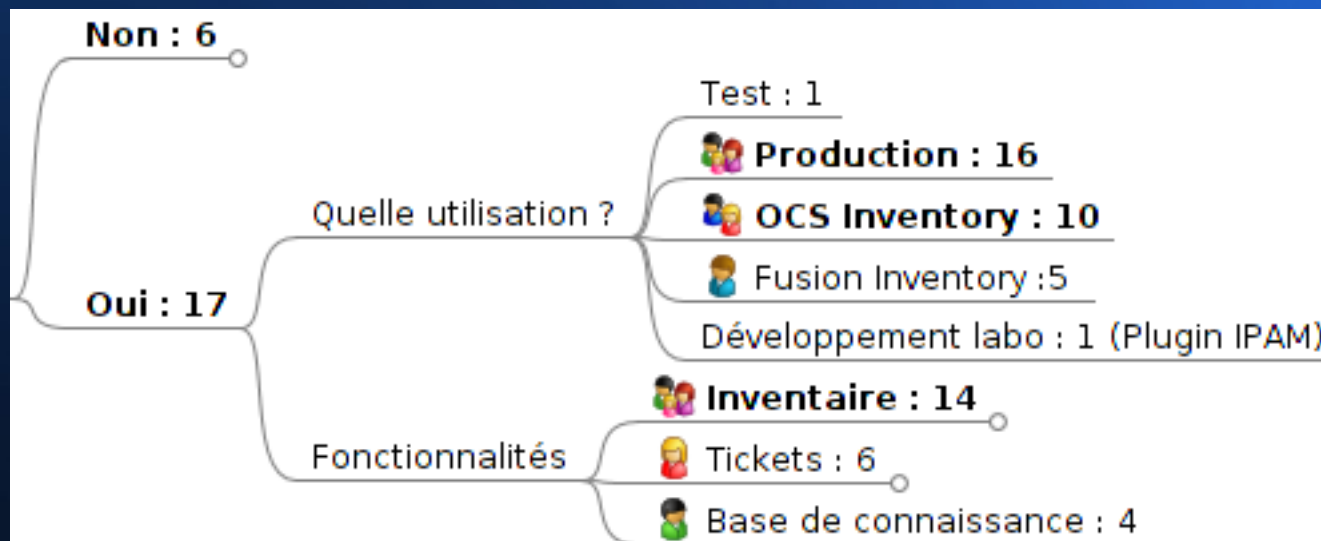 Non : 6
Test : 1
Production : 16
Quelle utilisation ?
OCS Inventory : 10
Fusion Inventory :5
Oui : 17
Développement labo : 1 (Plugin IPAM)
Inventaire : 14
Fonctionnalités
Tickets : 6
Base de connaissance : 4